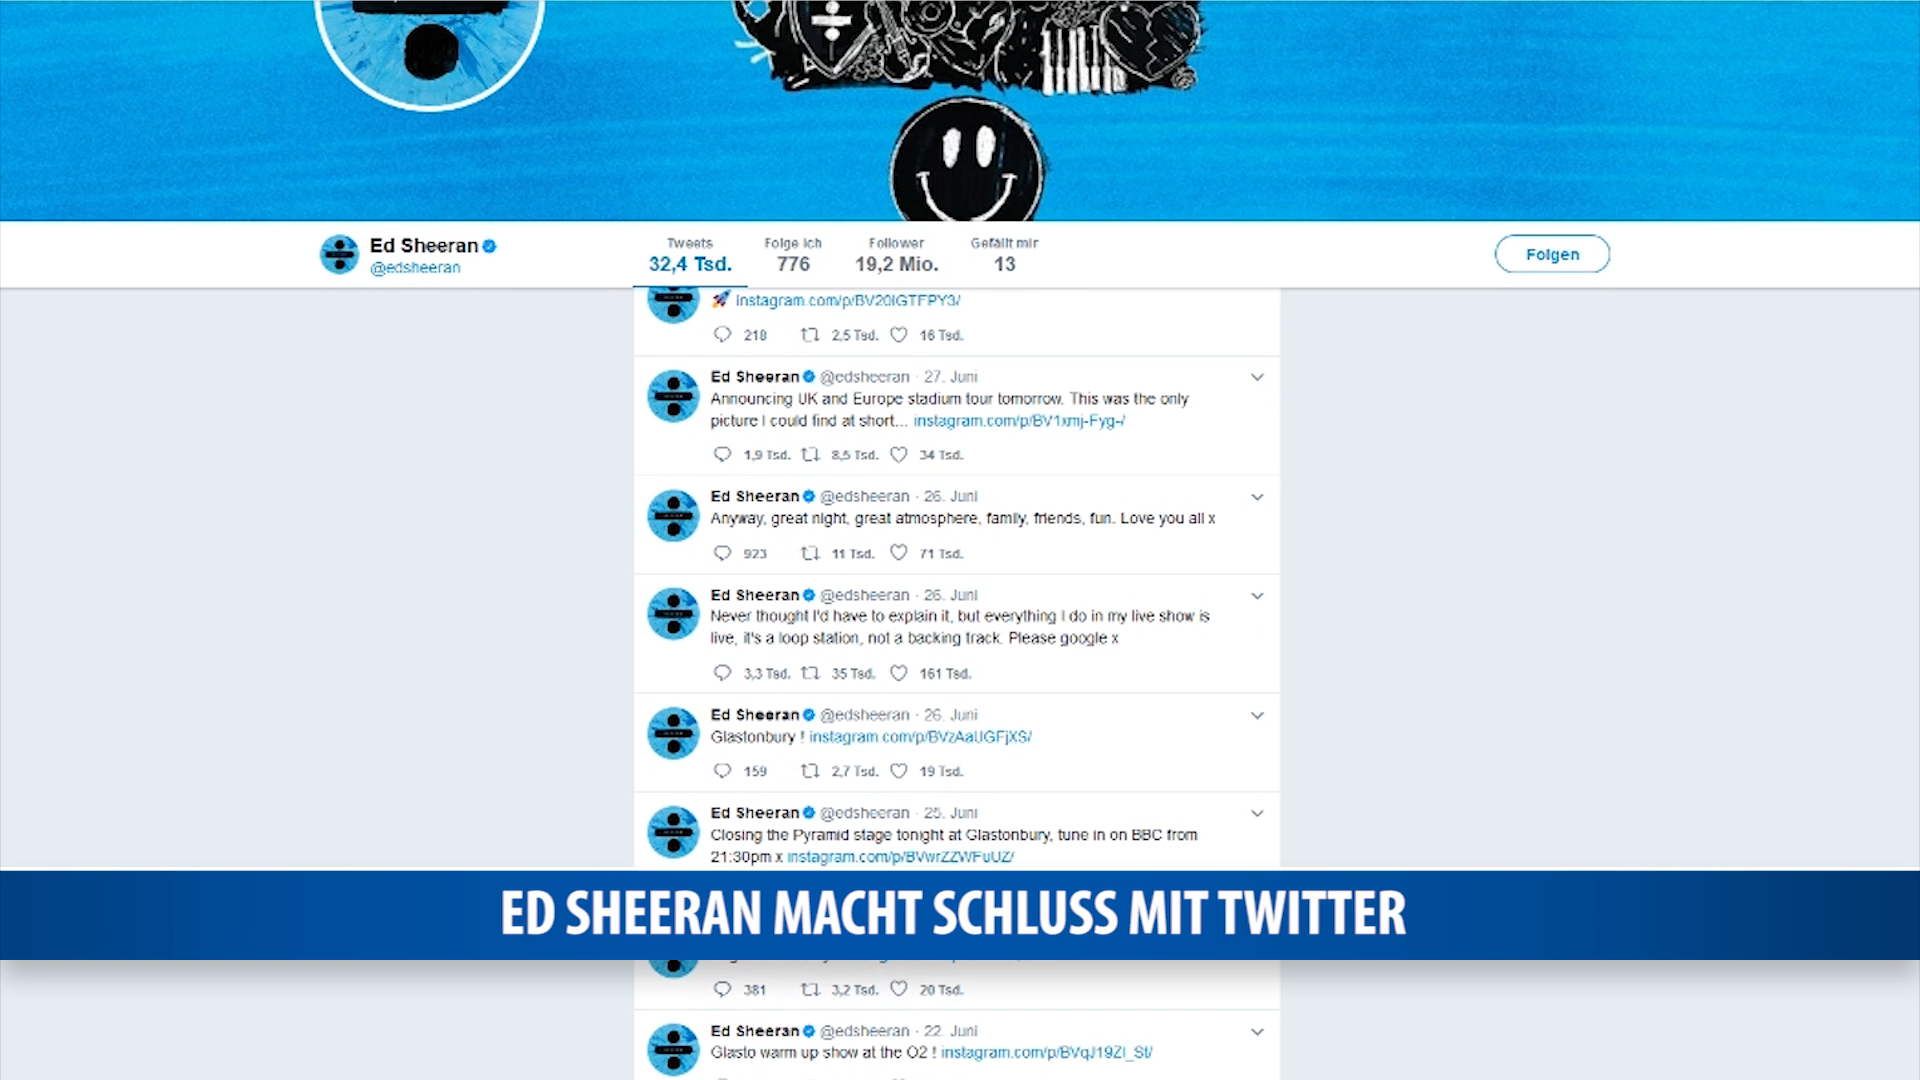 Ed Sheeran
@edsheeran
Tweets
32,4 Tsd.
Folge ich
776
Follower
19,2 Mio.
Gefällt mir
13
Folgen
instagram.com/p/BV20IGTFPY3/
218 2,5 Tsd. 16 Tsd.
Ed Sheeran @edsheeran · 27. Juni
Announcing UK and Europe stadium tour tomorrow. This was the only
picture I could find at short... instagram.com/p/BV1xmj-Fyg-/
1,9 Tsd. 8,5 Tsd. 34 Tsd.
Ed Sheeran @edsheeran · 26. Juni
Anyway, great night, great atmosphere, family, friends, fun. Love you all x
923 11 Tsd. 71 Tsd.
Ed Sheeran @edsheeran · 26. Juni
Never thought I'd have to explain it, but everything I do in my live show is
live, it's a loop station, not a backing track. Please google x
3,3 Tsd. 35 Tsd. 161 Tsd.
Ed Sheeran @edsheeran · 26. Juni
Glastonbury ! instagram.com/p/BVzAaUGFjXS/
159 2,7 Tsd. 19 Tsd.
Ed Sheeran @edsheeran · 25. Juni
Closing the Pyramid stage tonight at Glastonbury, tune in on BBC from
21:30pm x instagram.com/p/BVwrZZWFuUZ/
ED SHEERAN MACHT SCHLUSS MIT TWITTER
381 3,2 Tsd. 20 Tsd.
Ed Sheeran @edsheeran · 22. Juni
Glasto warm up show at the O2 ! instagram.com/p/BVqJ19Zl_St/